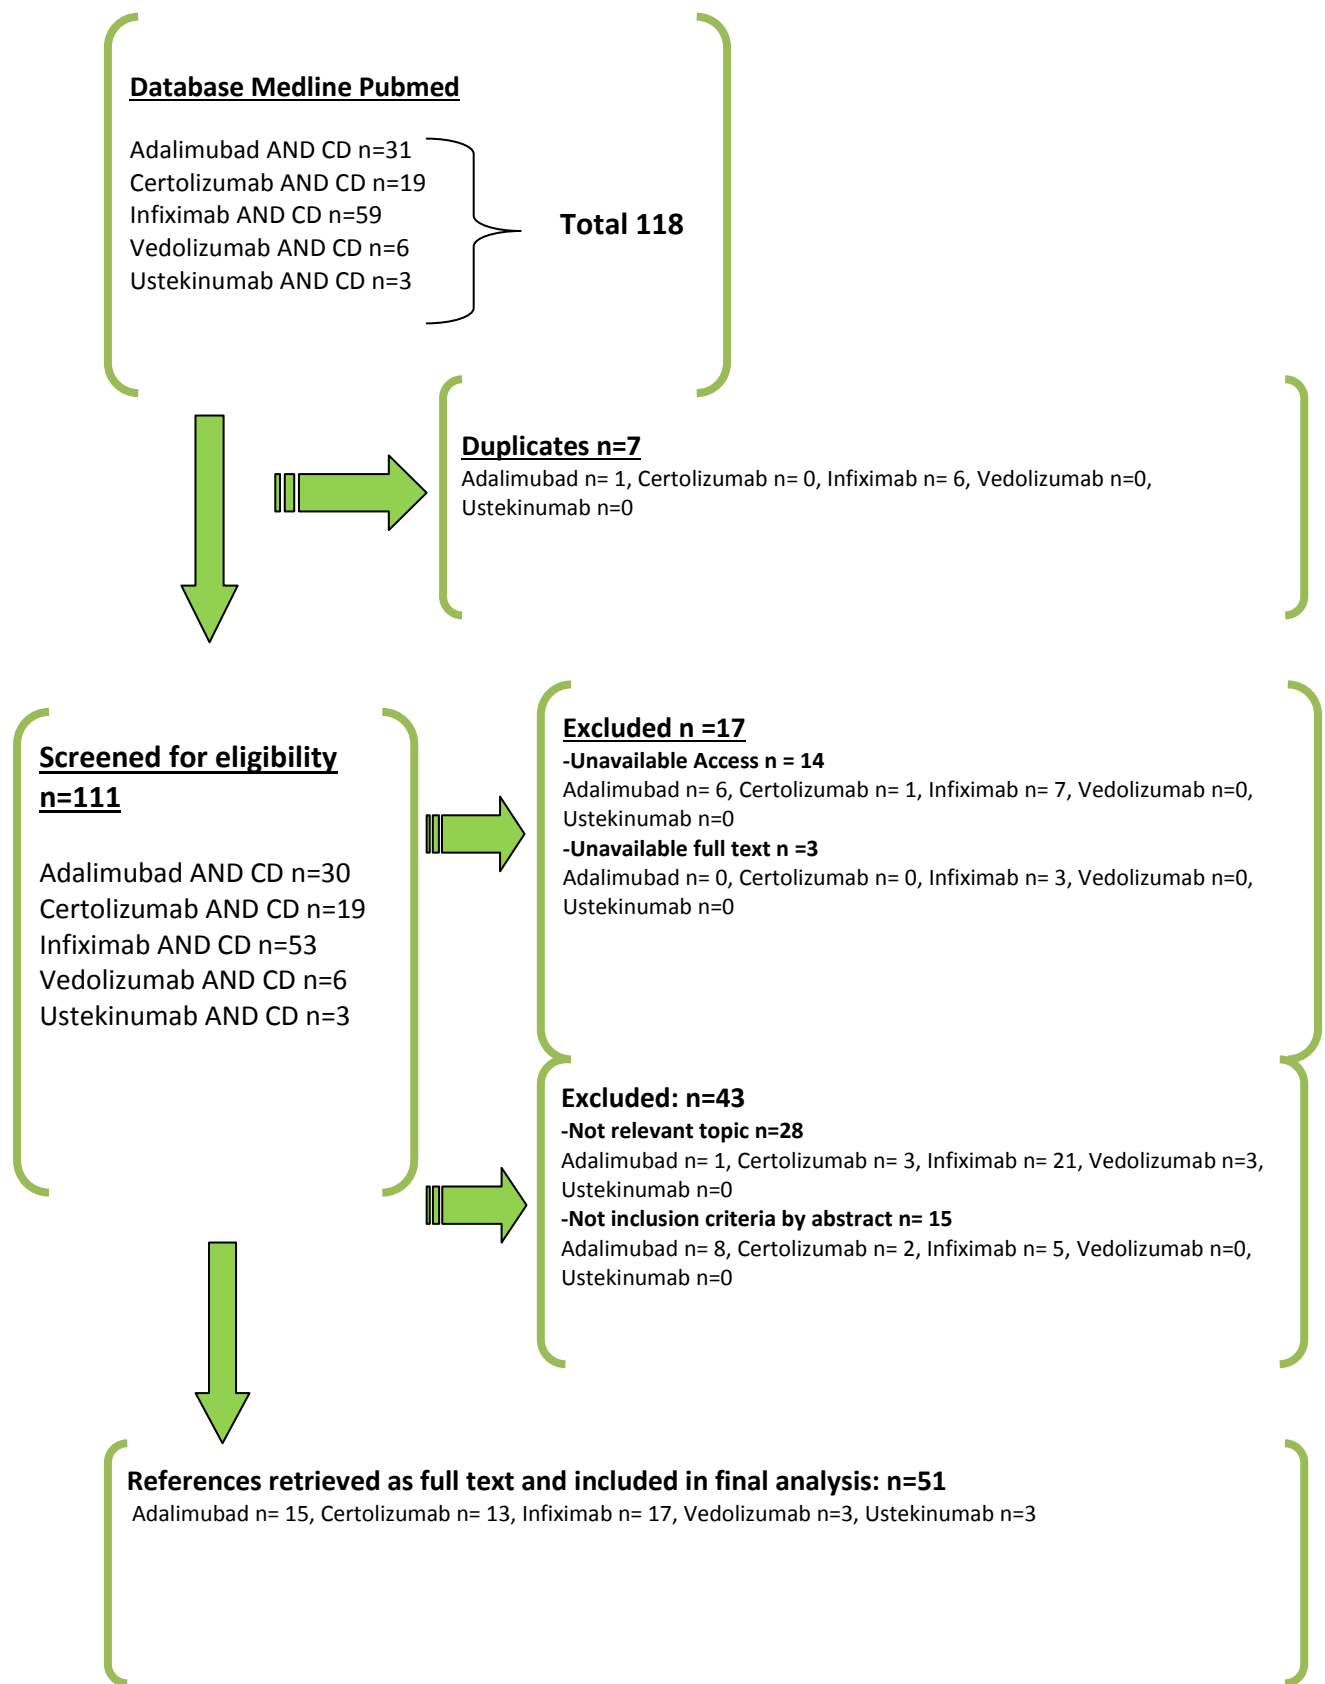 Database Medline Pubmed
Adalimubad AND CD n=31
Certolizumab AND CD n=19
Infiximab AND CD n=59
Vedolizumab AND CD n=6
Ustekinumab AND CD n=3
Total 118
Duplicates n=7
Adalimubad n= 1, Certolizumab n= 0, Infiximab n= 6, Vedolizumab n=0,
Ustekinumab n=0
Screened for eligibility
n=111
Adalimubad AND CD n=30
Certolizumab AND CD n=19
Infiximab AND CD n=53
Vedolizumab AND CD n=6
Ustekinumab AND CD n=3
Excluded n =17
-Unavailable Access n = 14
Adalimubad n= 6, Certolizumab n= 1, Infiximab n= 7, Vedolizumab n=0,
Ustekinumab n=0
-Unavailable full text n =3
Adalimubad n= 0, Certolizumab n= 0, Infiximab n= 3, Vedolizumab n=0,
Ustekinumab n=0
Excluded: n=43
-Not relevant topic n=28
Adalimubad n= 1, Certolizumab n= 3, Infiximab n= 21, Vedolizumab n=3,
Ustekinumab n=0
-Not inclusion criteria by abstract n= 15
Adalimubad n= 8, Certolizumab n= 2, Infiximab n= 5, Vedolizumab n=0,
Ustekinumab n=0
References retrieved as full text and included in final analysis: n=51
Adalimubad n= 15, Certolizumab n= 13, Infiximab n= 17, Vedolizumab n=3, Ustekinumab n=3